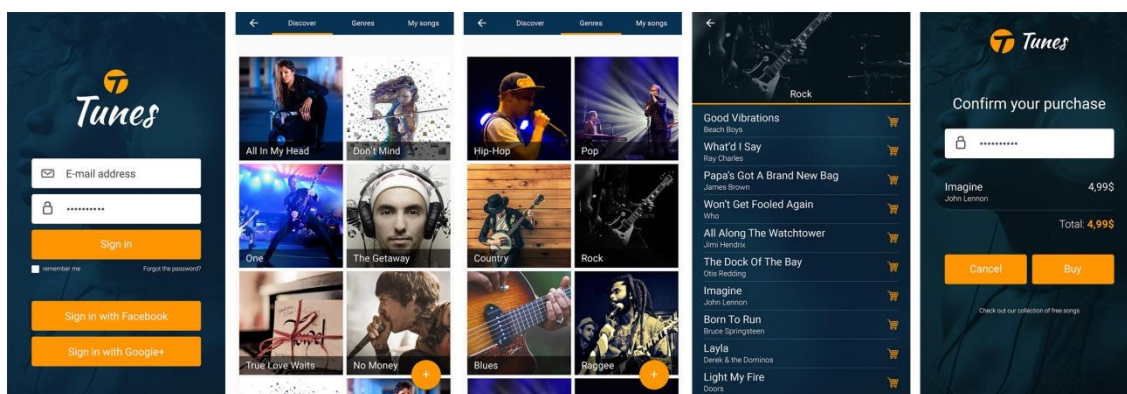 Tunes
E-mail address
Sign in
remember me
Forgot the password?
Sign in with Facebook
Sign in with Google+
Discover Genres My songs
All In My Head
Don't Mind
One
The Getaway
True Love Waits
No Money
+
Discover Genres My songs
Hip-Hop
Pop
Country
Rock
Blues
Raggee
+
Rock
Good Vibrations
Beach Boys
What'd I Say
Ray Charles
Papa's Got A Brand New Bag
James Brown
Won't Get Fooled Again
Who
All Along The Watchtower
Jimi Hendrix
The Dock Of The Bay
Otis Redding
Imagine
John Lennon
Born To Run
Bruce Springsteen
Layla
Derek & the Dominos
Light My Fire
Doors
Tunes
Confirm your purchase
Imagine 4,99$
John Lennon
Total: 4,99$
Cancel
Buy
Check out our collection of free songs